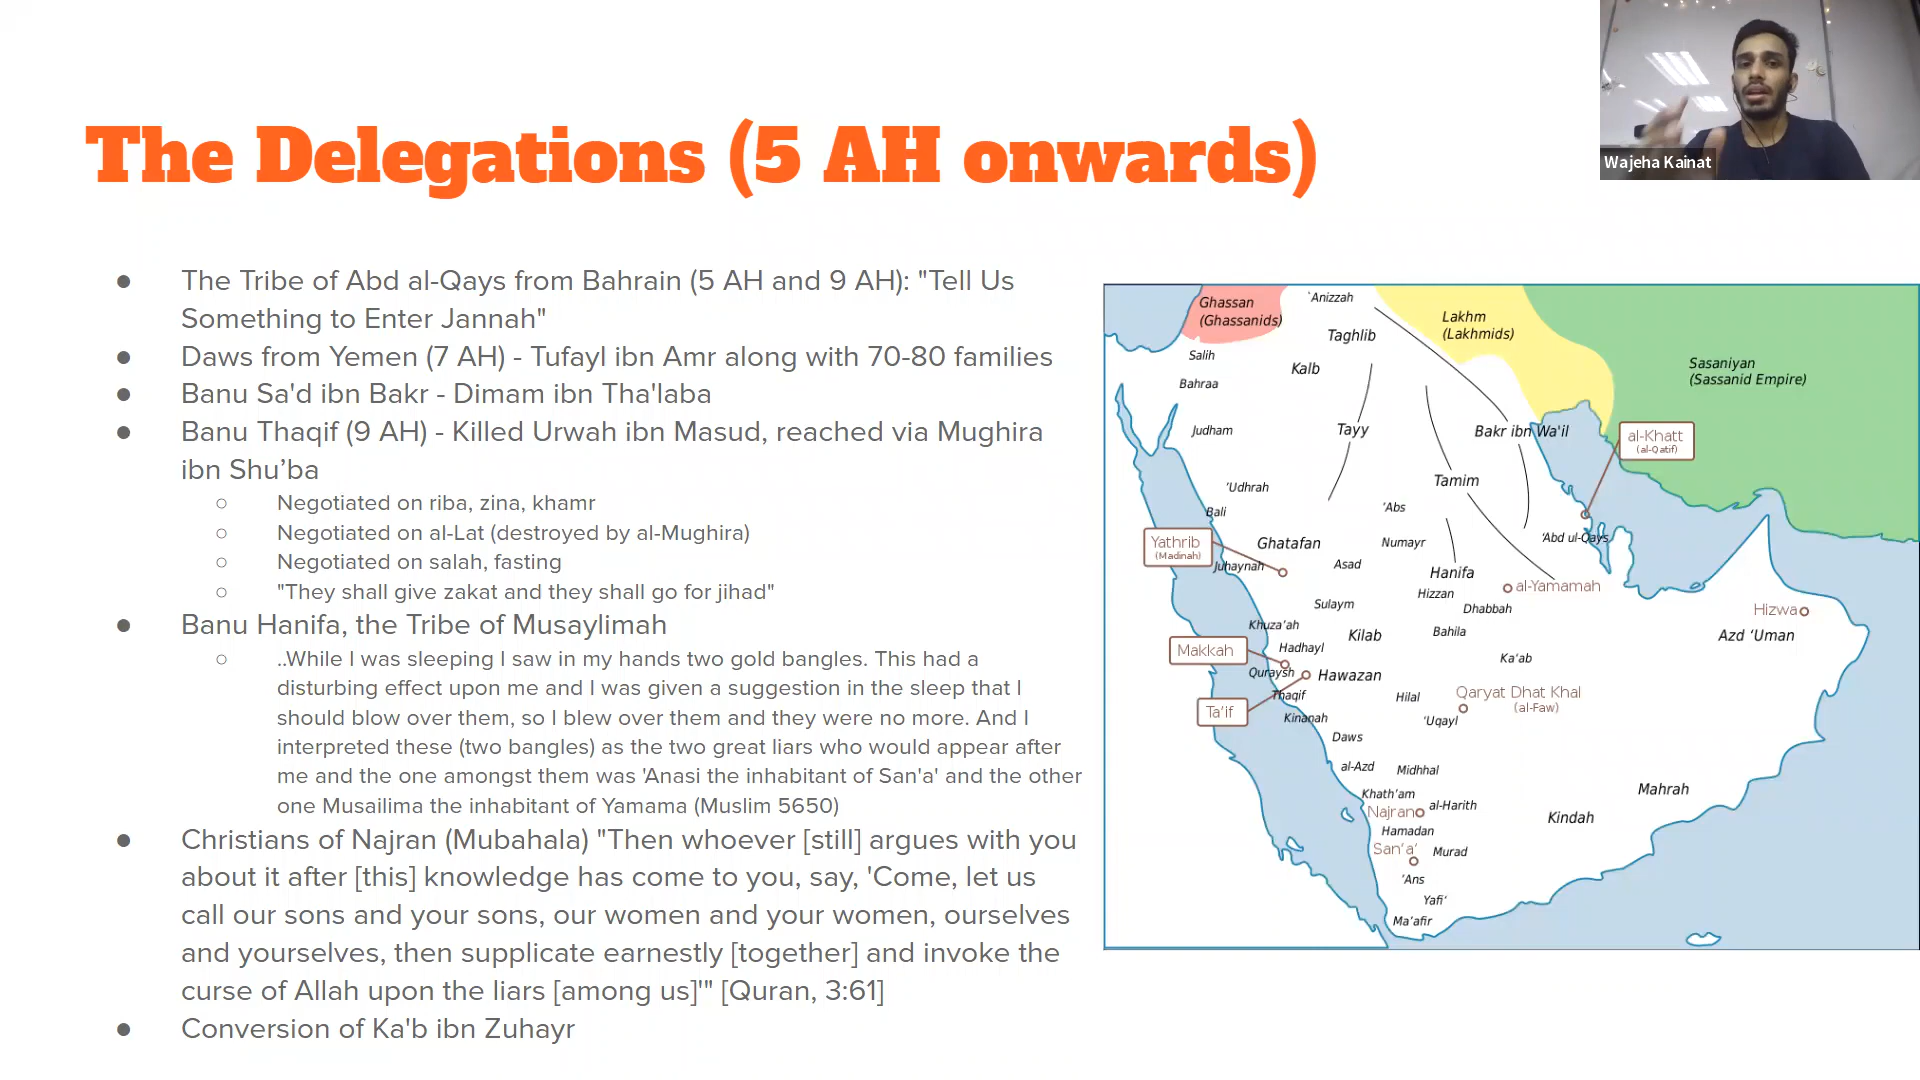 The Delegations (5 AH onwards)
Wajeha Kainat
● The Tribe of Abd al-Qays from Bahrain (5 AH and 9 AH): "Tell Us
Something to Enter Jannah"
● Daws from Yemen (7 AH) - Tufayl ibn Amr along with 70-80 families
● Banu Sa'd ibn Bakr - Dimam ibn Tha'laba
● Banu Thaqif (9 AH) - Killed Urwah ibn Masud, reached via Mughira
ibn Shu’ba
○ Negotiated on riba, zina, khamr
○ Negotiated on al-Lat (destroyed by al-Mughira)
○ Negotiated on salah, fasting
○ "They shall give zakat and they shall go for jihad"
● Banu Hanifa, the Tribe of Musaylimah
○ ..While I was sleeping I saw in my hands two gold bangles. This had a
disturbing effect upon me and I was given a suggestion in the sleep that I
should blow over them, so I blew over them and they were no more. And I
interpreted these (two bangles) as the two great liars who would appear after
me and the one amongst them was 'Anasi the inhabitant of San'a' and the other
one Musailima the inhabitant of Yamama (Muslim 5650)
● Christians of Najran (Mubahala) "Then whoever [still] argues with you
about it after [this] knowledge has come to you, say, 'Come, let us
call our sons and your sons, our women and your women, ourselves
and yourselves, then supplicate earnestly [together] and invoke the
curse of Allah upon the liars [among us]'" [Quran, 3:61]
● Conversion of Ka'b ibn Zuhayr
Ghassan
(Ghassanids)
`Anizzah
Taghlib
Lakhm
(Lakhmids)
Sasaniyan
(Sassanid Empire)
Salih
Kalb
Bahraa
Judham
Tayy
Bakr ibn Wa'il
al-Khatt
(al-Qatif)
Tamim
'Udhrah
Bali
'Abs
Yathrib
(Madinah)
Ghatafan
Numayr
'Abd ul-Qays
Juhaynah
Asad
Hanifa
al-Yamamah
Hizzan
Sulaym
Dhabbah
Hizwa
Khuza’ah
Kilab
Bahila
Azd ‘Uman
Makkah
Hadhayl
Ka‘ab
Quraysh
Hawazan
Thaqif
Hilal
Qaryat Dhat Khal
(al-Faw)
Ta‘if
Kinanah
‘Uqayl
Daws
al-Azd
Midhhal
Mahrah
Khath’am
al-Harith
Najran
Kindah
Hamadan
San‘a’
Murad
‘Ans
Yafi‘
Ma’afir